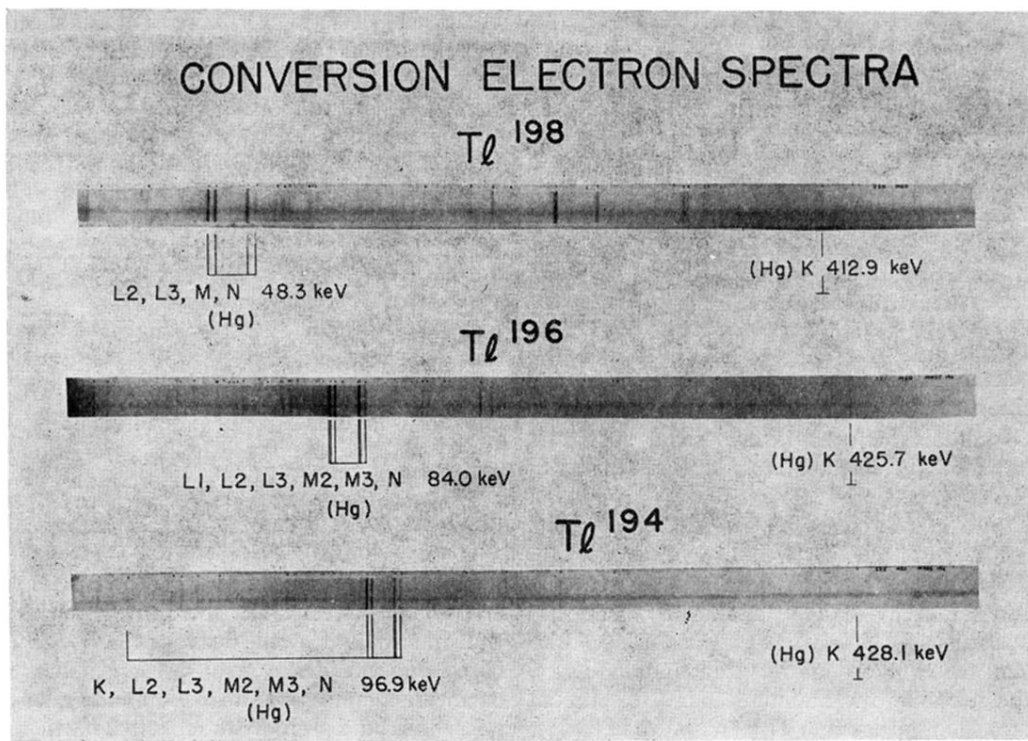 CONVERSION ELECTRON SPECTRA
Tl 198
(Hg) K 412.9 keV
⊥
L2, L3, M, N 48.3 keV
(Hg)
Tl 196
(Hg) K 425.7 keV
⊥
L1, L2, L3, M2, M3, N 84.0 keV
(Hg)
Tl 194
(Hg) K 428.1 keV
⊥
K, L2, L3, M2, M3, N 96.9 keV
(Hg)